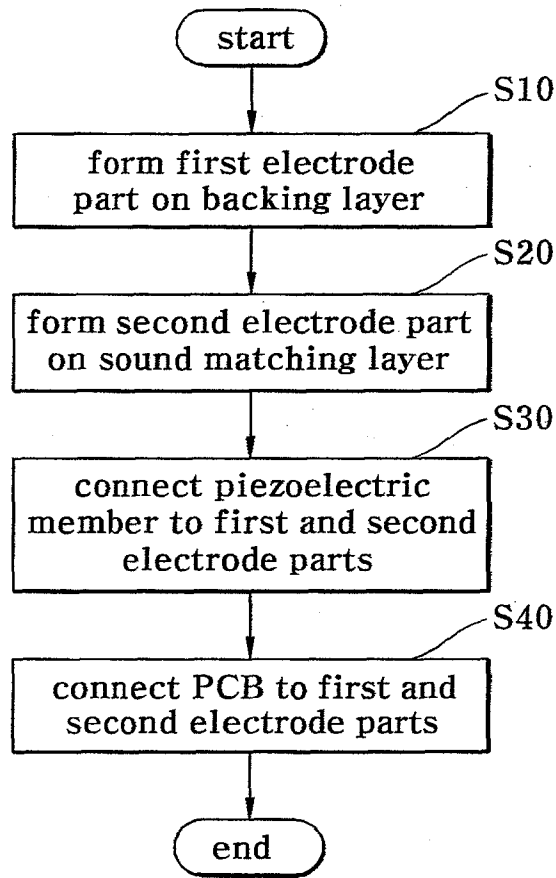 start
S10
form first electrode
part on backing layer
S20
form second electrode part
on sound matching layer
S30
connect piezoelectric
member to first and second
electrode parts
S40
connect PCB to first and
second electrode parts
end